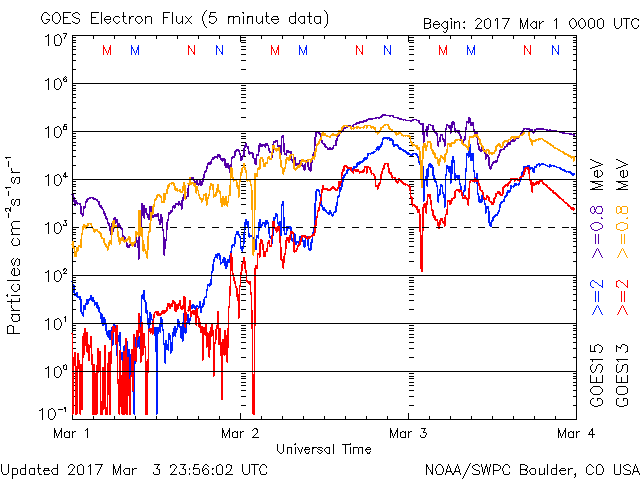 GOES Electron Flux (5 minute data)
Begin: 2017 Mar 1 0000 UTC
10⁷
10⁶
10⁵
10⁴
10³
10²
10¹
10⁰
10⁻¹
M M N N M M N N M M N N
Particles cm⁻²s⁻¹sr⁻¹
Mar 1 Mar 2 Mar 3 Mar 4
Universal Time
GOES15 >=2 >=0.8 MeV
GOES13 >=2 >=0.8 MeV
Updated 2017 Mar 3 23:56:02 UTC
NOAA/SWPC Boulder, CO USA